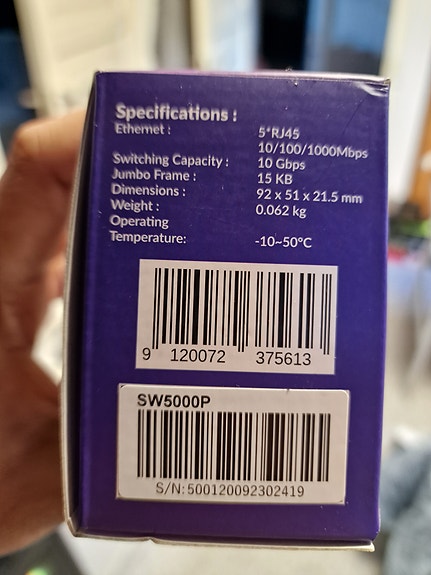 Specifications :
Ethernet : 5*RJ45
10/100/1000Mbps
Switching Capacity : 10 Gbps
Jumbo Frame : 15 KB
Dimensions : 92 x 51 x 21.5 mm
Weight : 0.062 kg
Operating
Temperature: -10~50°C
9 120072 375613
SW5000P
S/N: 500120092302419